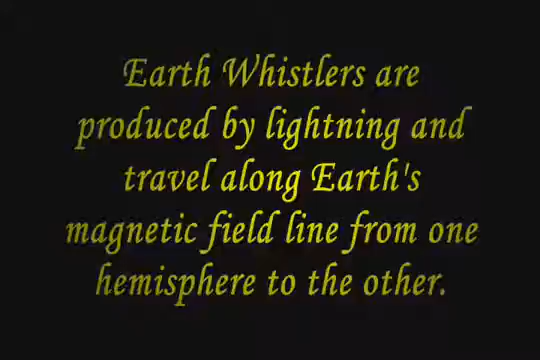 Earth Whistlers are
produced by lightning and
travel along Earth's
magnetic field line from one
hemisphere to the other.